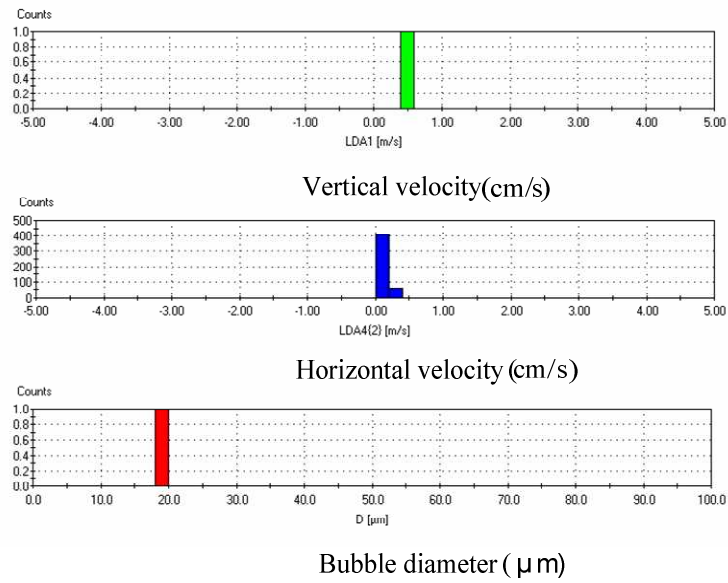 Counts
1.0
0.8
0.6
0.4
0.2
0.0
-5.00 -4.00 -3.00 -2.00 -1.00 0.00 1.00 2.00 3.00 4.00 5.00
LDA1 [m/s]
Vertical velocity(cm/s)
Counts
500
400
300
200
100
0
-5.00 -4.00 -3.00 -2.00 -1.00 0.00 1.00 2.00 3.00 4.00 5.00
LDA4{2} [m/s]
Horizontal velocity (cm/s)
Counts
1.0
0.8
0.6
0.4
0.2
0.0
0.0 10.0 20.0 30.0 40.0 50.0 60.0 70.0 80.0 90.0 100.0
D [µm]
Bubble diameter ( µ m)